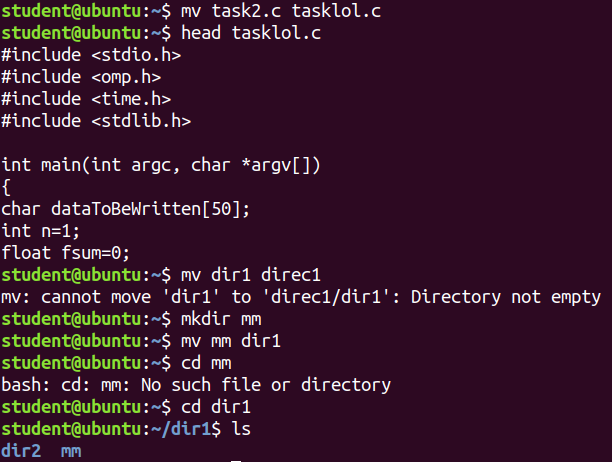 student@ubuntu:~$ mv task2.c tasklol.c
student@ubuntu:~$ head tasklol.c
#include <stdio.h>
#include <omp.h>
#include <time.h>
#include <stdlib.h>
int main(int argc, char *argv[])
{
char dataToBeWritten[50];
int n=1;
float fsum=0;
student@ubuntu:~$ mv dir1 direc1
mv: cannot move 'dir1' to 'direc1/dir1': Directory not empty
student@ubuntu:~$ mkdir mm
student@ubuntu:~$ mv mm dir1
student@ubuntu:~$ cd mm
bash: cd: mm: No such file or directory
student@ubuntu:~$ cd dir1
student@ubuntu:~/dir1$ ls
dir2  mm